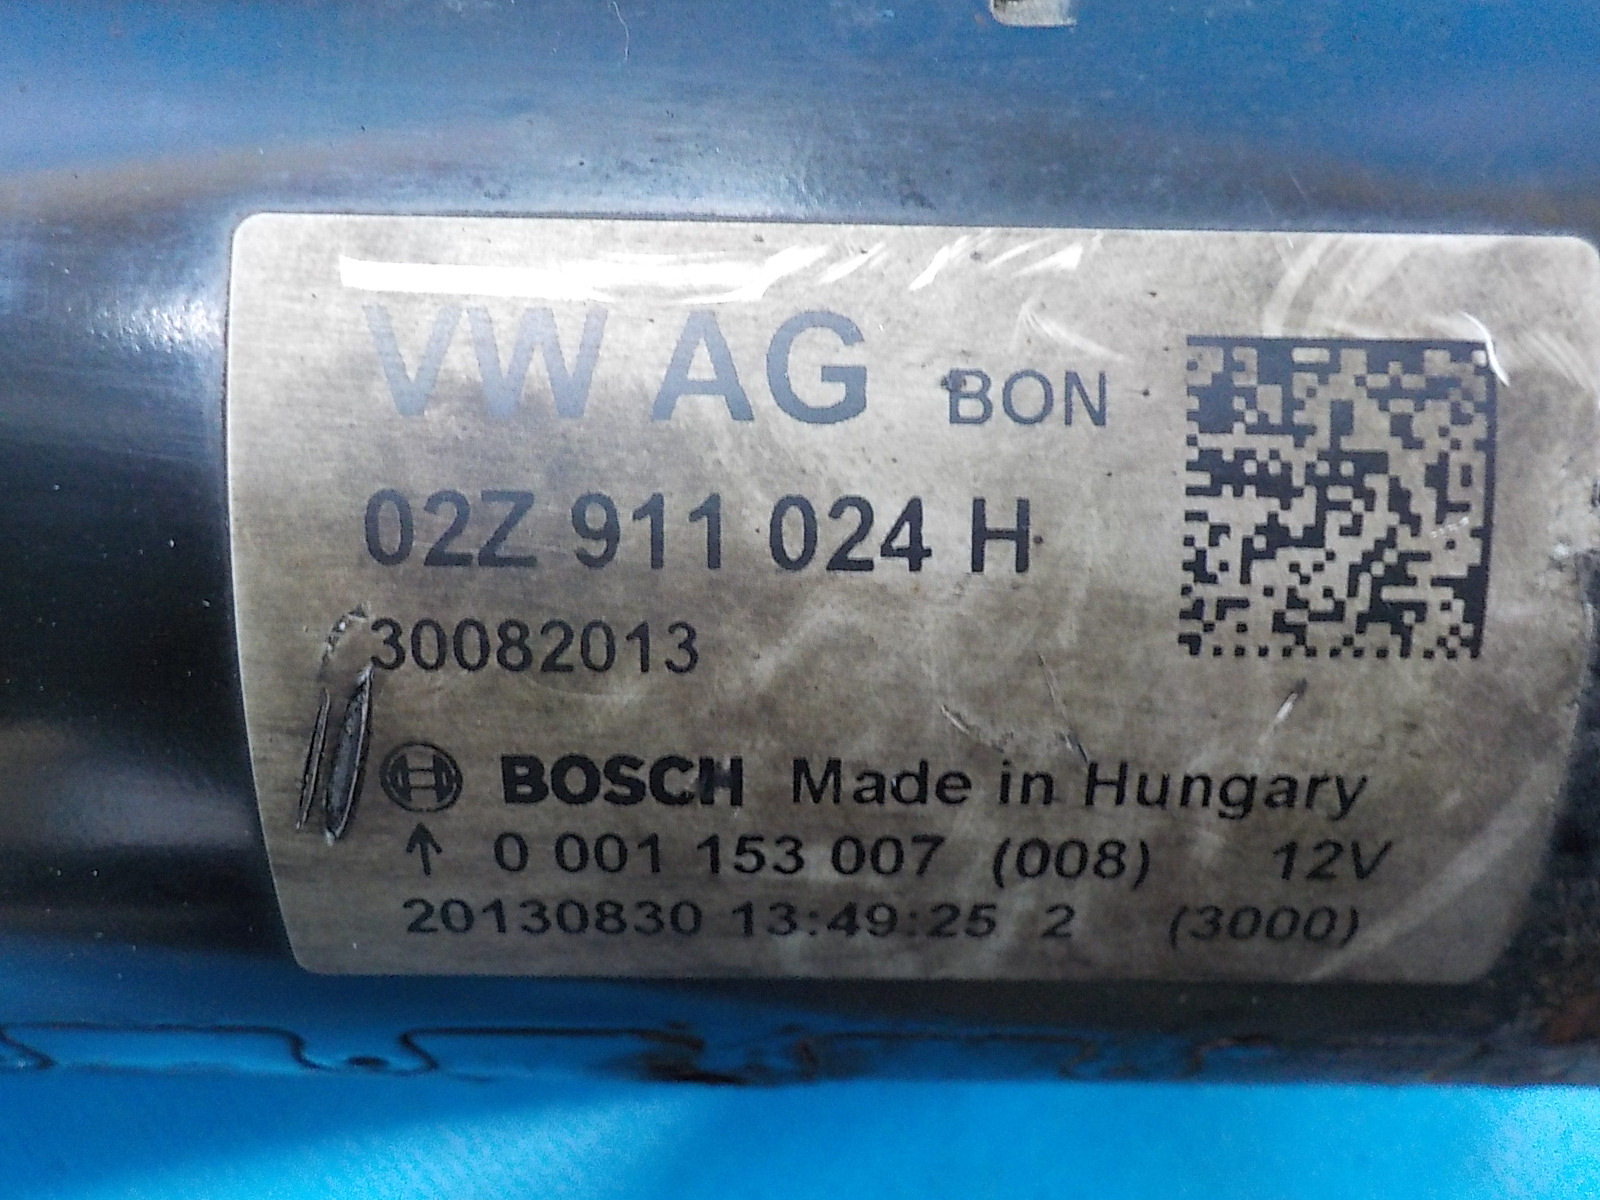 VW AG BON
02Z 911 024 H
30082013
BOSCH Made in Hungary
↑ 0 001 153 007 (008) 12V
20130830 13:49:25 2 (3000)